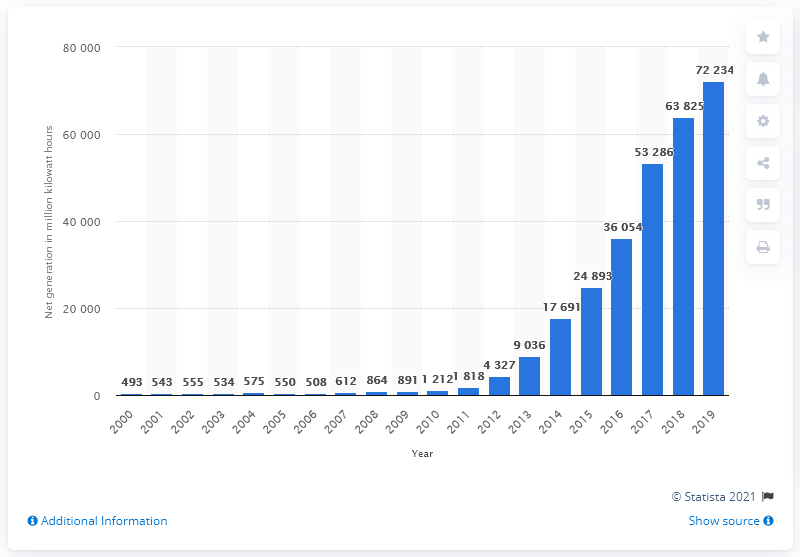 80 000
60 000
40 000
20 000
0
Net generation in million kilowatt hours
493 543 555 534 575 550 508 612 864 891 1 212 1 818 4 327 9 036 17 691 24 893 36 054 53 286 63 825 72 234
2000 2001 2002 2003 2004 2005 2006 2007 2008 2009 2010 2011 2012 2013 2014 2015 2016 2017 2018 2019
Year
© Statista 2021
Additional Information
Show source